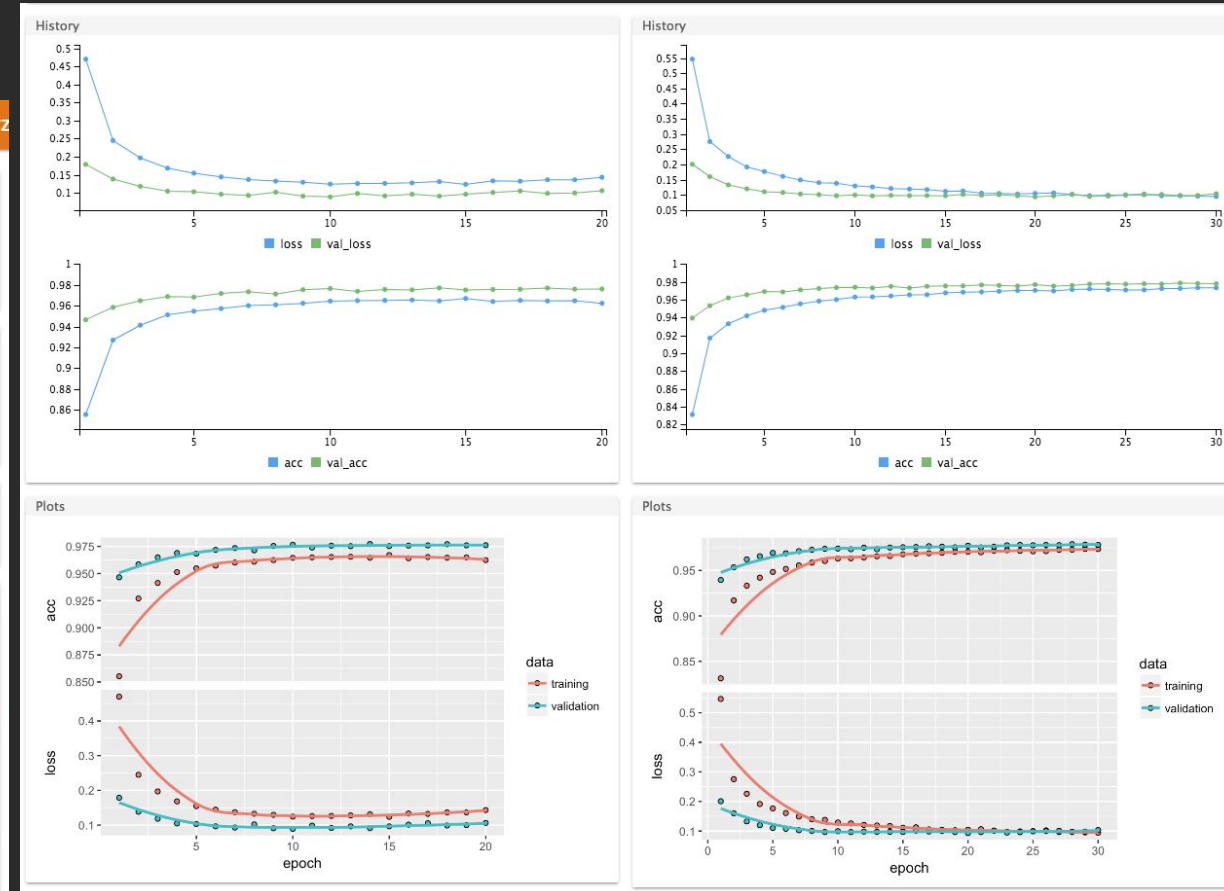 z
History
0.5
0.45
0.4
0.35
0.3
0.25
0.2
0.15
0.1
5 10 15 20
loss val_loss
1
0.98
0.96
0.94
0.92
0.9
0.88
0.86
5 10 15 20
acc val_acc
History
0.55
0.5
0.45
0.4
0.35
0.3
0.25
0.2
0.15
0.1
0.05
5 10 15 20 25 30
loss val_loss
1
0.98
0.96
0.94
0.92
0.9
0.88
0.86
0.84
0.82
5 10 15 20 25 30
acc val_acc
Plots
acc
0.975
0.950
0.925
0.900
0.875
0.850
loss
0.4
0.3
0.2
0.1
5 10 15 20
epoch
data
training
validation
Plots
acc
0.95
0.90
0.85
loss
0.5
0.4
0.3
0.2
0.1
0 5 10 15 20 25 30
epoch
data
training
validation